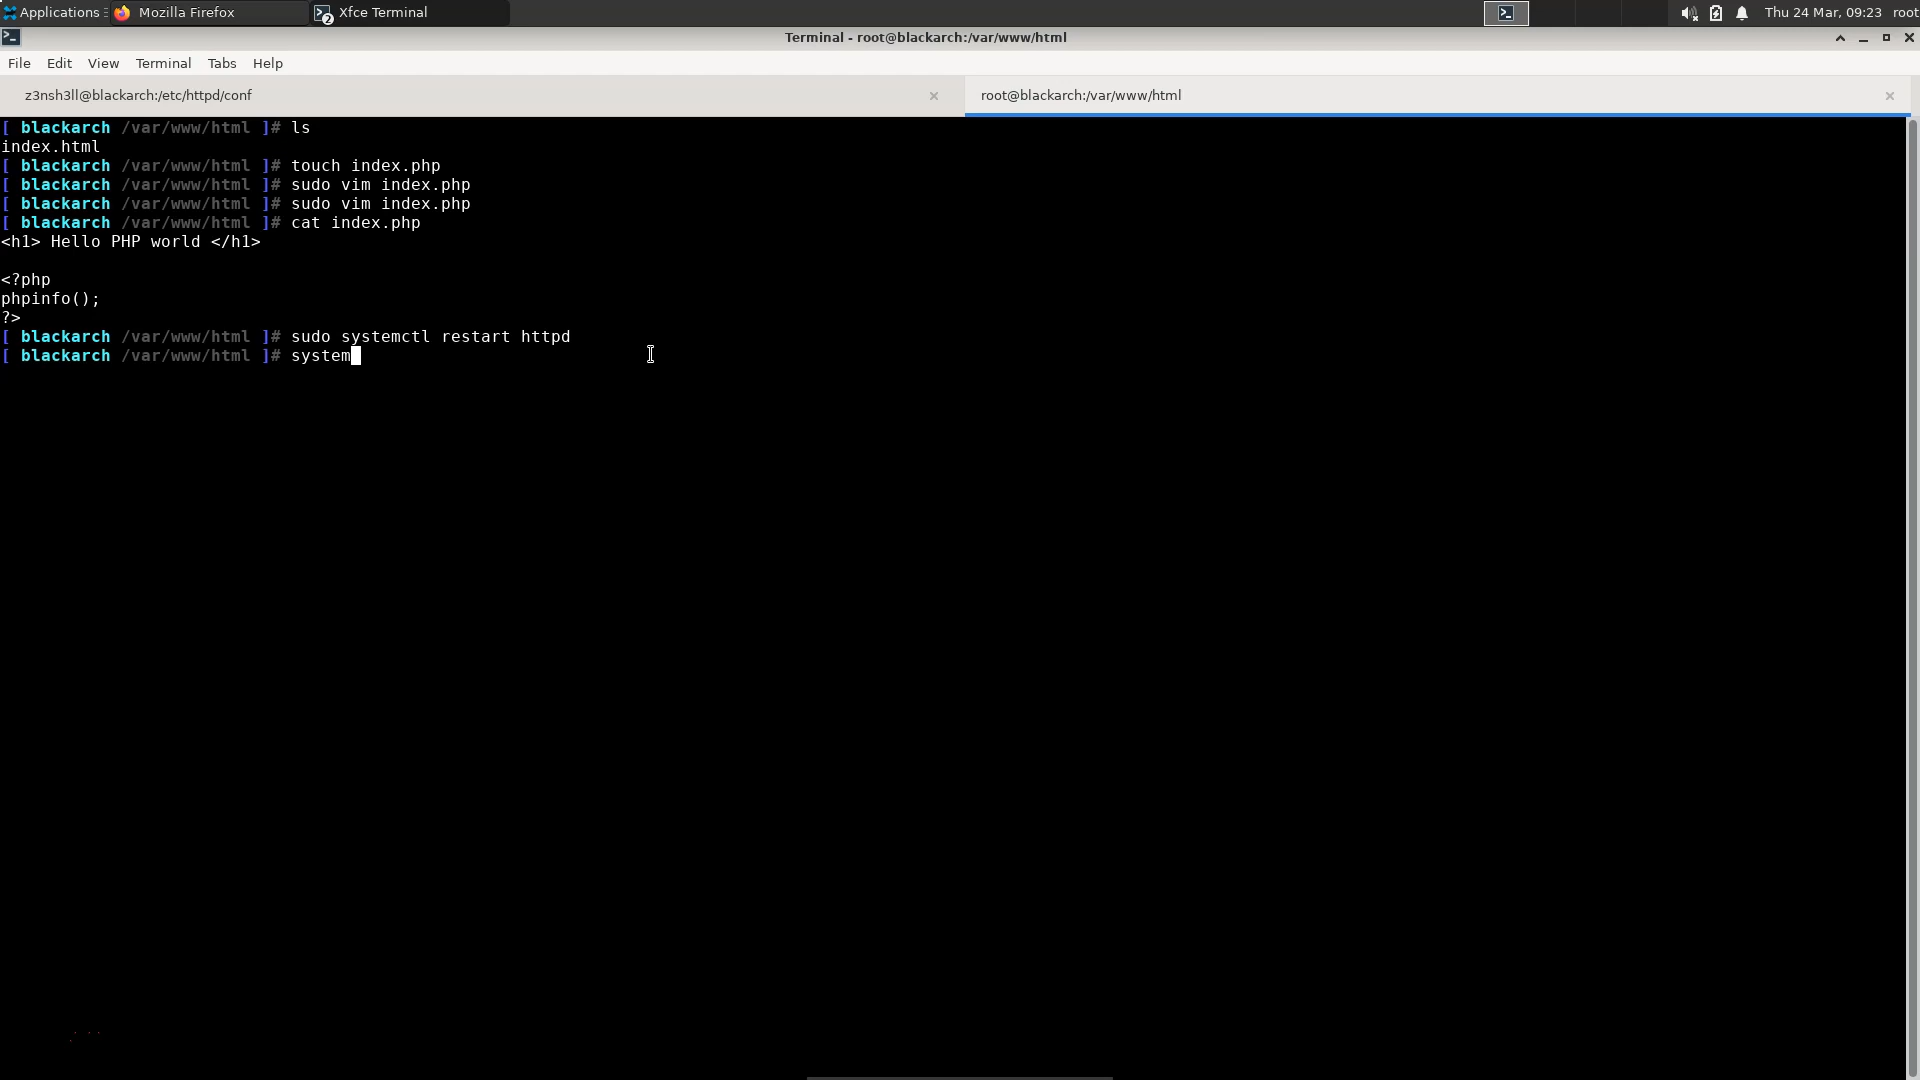 Applications Mozilla Firefox 2 Xfce Terminal Thu 24 Mar, 09:23 root
Terminal - root@blackarch:/var/www/html
File Edit View Terminal Tabs Help
z3nsh3ll@blackarch:/etc/httpd/conf root@blackarch:/var/www/html
[ blackarch /var/www/html ]# ls
index.html
[ blackarch /var/www/html ]# touch index.php
[ blackarch /var/www/html ]# sudo vim index.php
[ blackarch /var/www/html ]# sudo vim index.php
[ blackarch /var/www/html ]# cat index.php
<h1> Hello PHP world </h1>
<?php
phpinfo();
?>
[ blackarch /var/www/html ]# sudo systemctl restart httpd
[ blackarch /var/www/html ]# system